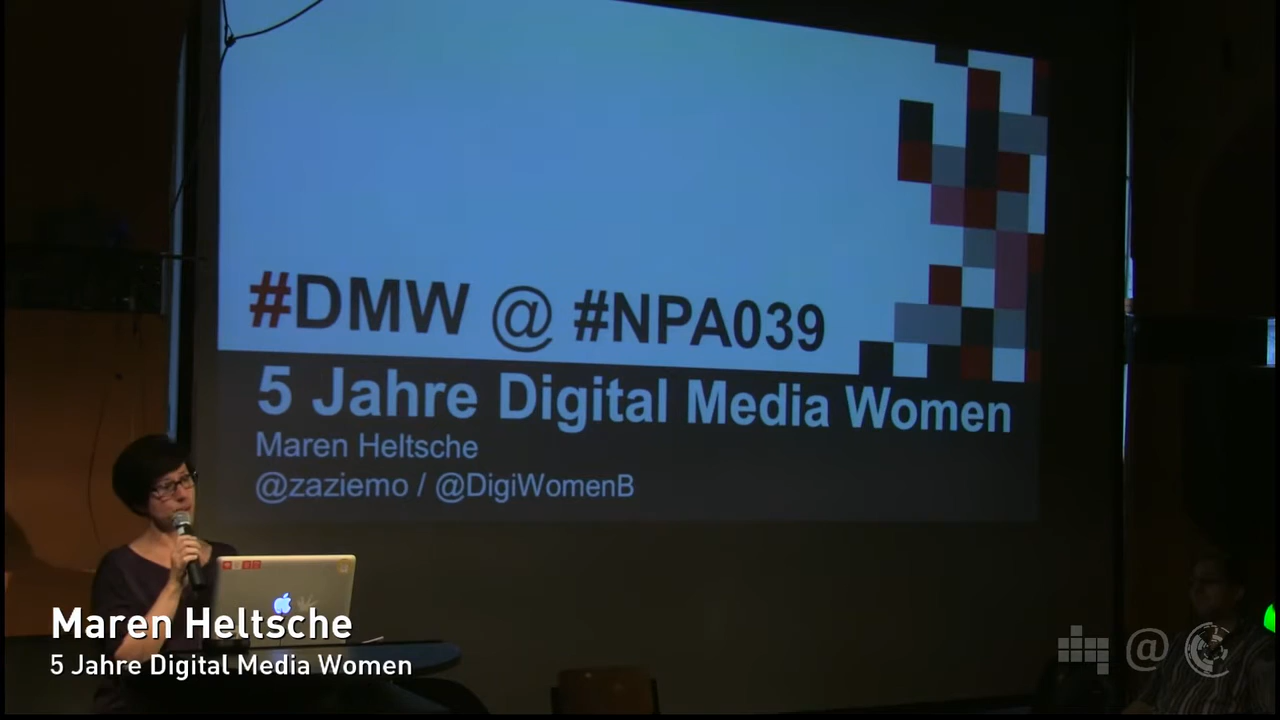 #DMW @ #NPA039
5 Jahre Digital Media Women
Maren Heltsche
@zaziemo / @DigiWomenB
Maren Heltsche
5 Jahre Digital Media Women
@